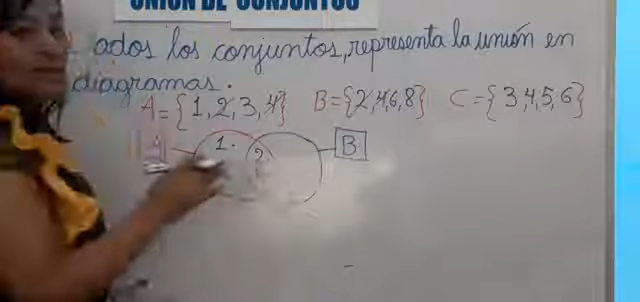 UNIÓN DE CONJUNTOS
ados los conjuntos, representa la unión en
diagramas.
A={1,2,3,4} B={2,4,6,8} C={3,4,5,6}
A 1. 2 B